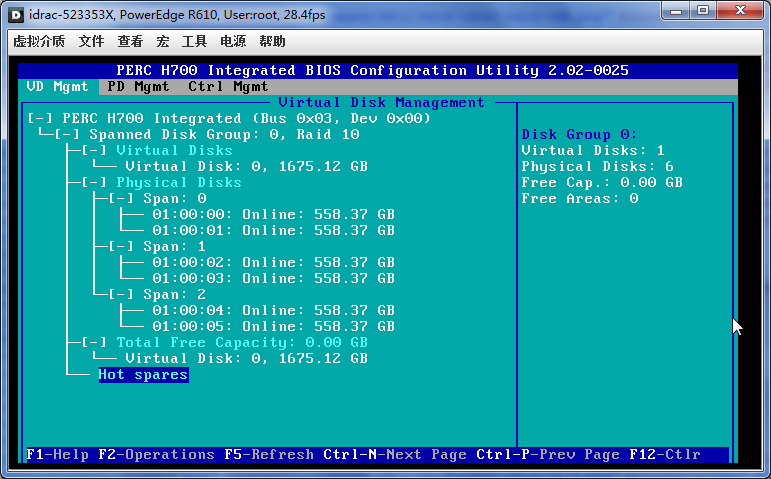 idrac-523353X, PowerEdge R610, User:root, 28.4fps
虚拟介质 文件 查看 宏 工具 电源 帮助
PERC H700 Integrated BIOS Configuration Utility 2.02-0025
VD Mgmt PD Mgmt Ctrl Mgmt
Virtual Disk Management
[-] PERC H700 Integrated (Bus 0x03, Dev 0x00)
[-] Spanned Disk Group: 0, Raid 10
[-] Virtual Disks
Virtual Disk: 0, 1675.12 GB
[-] Physical Disks
[-] Span: 0
01:00:00: Online: 558.37 GB
01:00:01: Online: 558.37 GB
[-] Span: 1
01:00:02: Online: 558.37 GB
01:00:03: Online: 558.37 GB
[-] Span: 2
01:00:04: Online: 558.37 GB
01:00:05: Online: 558.37 GB
[-] Total Free Capacity: 0.00 GB
Virtual Disk: 0, 1675.12 GB
Hot spares
Disk Group 0:
Virtual Disks: 1
Physical Disks: 6
Free Cap.: 0.00 GB
Free Areas: 0
F1-Help F2-Operations F5-Refresh Ctrl-N-Next Page Ctrl-P-Prev Page F12-Ctlr